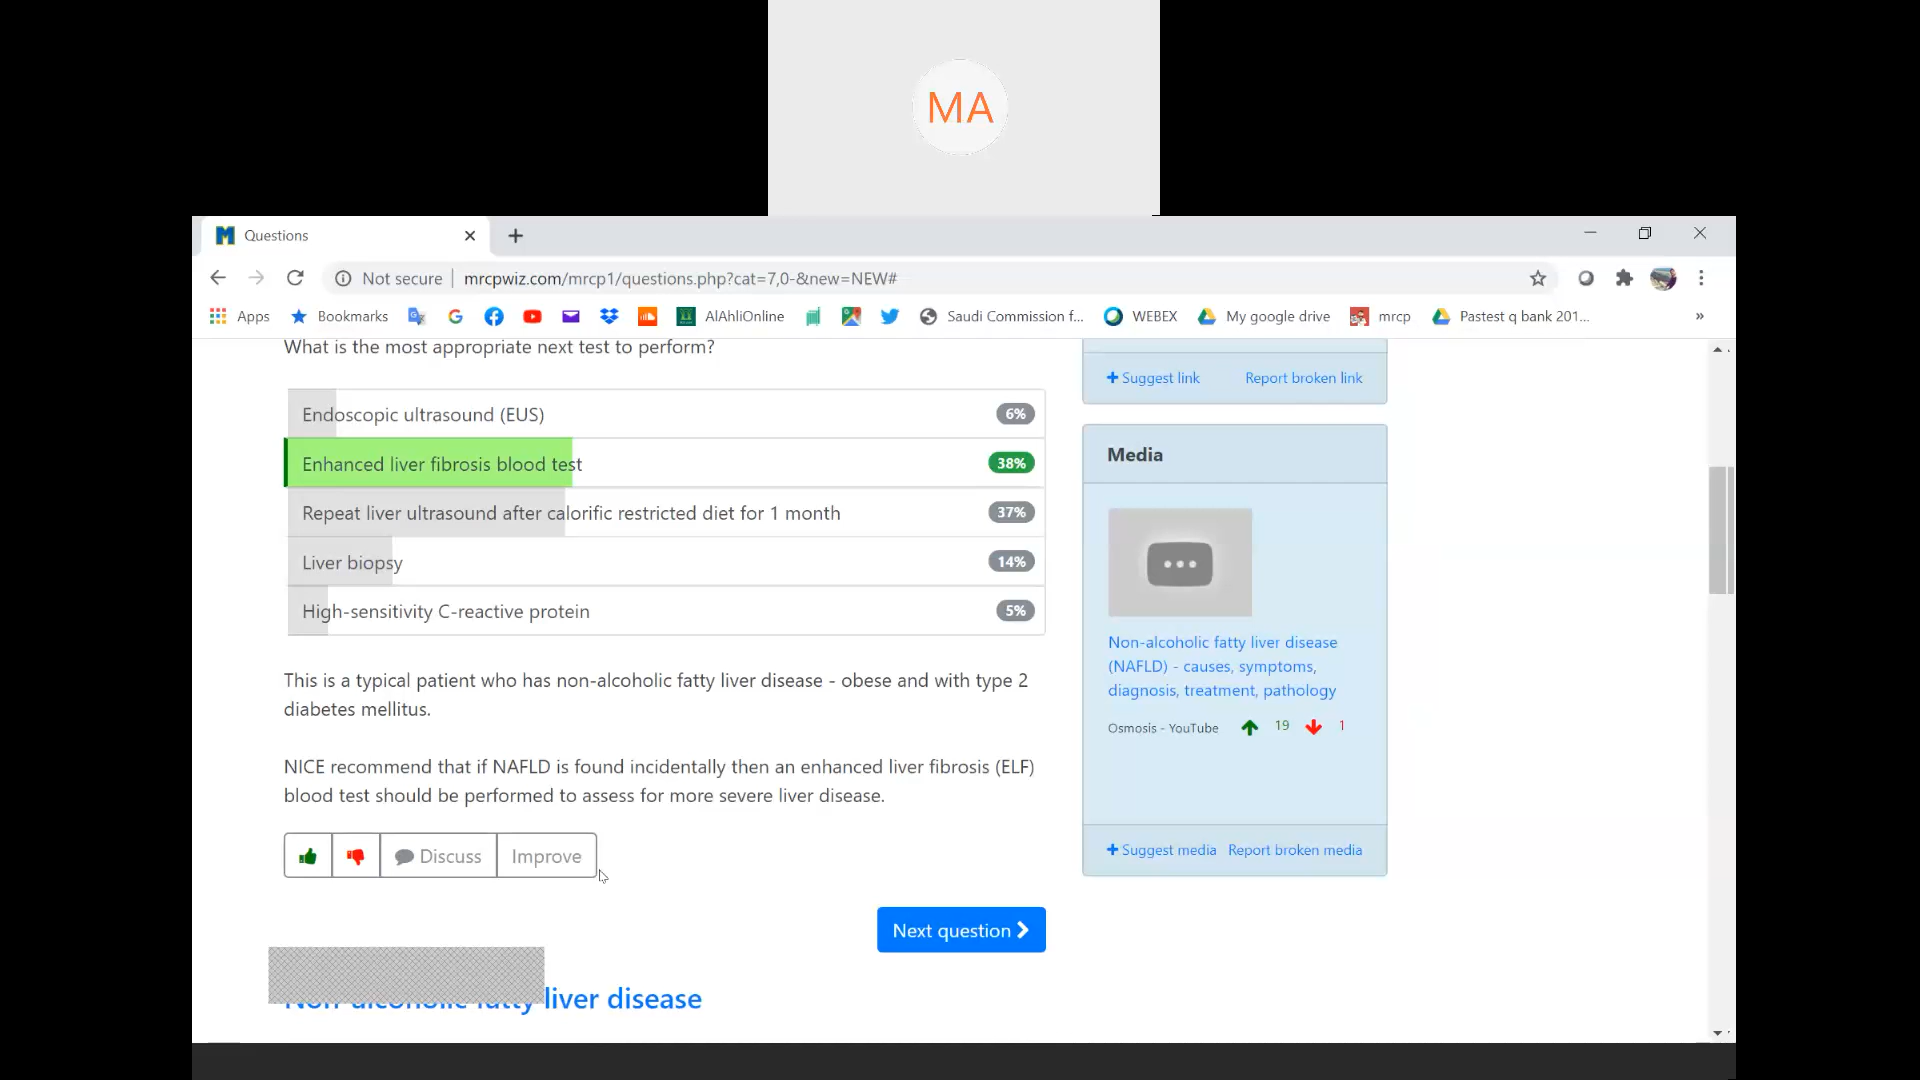 MA
Questions
Not secure mrcpwiz.com/mrcp1/questions.php?cat=7,0-&new=NEW#
Apps Bookmarks AlAhliOnline Saudi Commission f... WEBEX My google drive mrcp Pastest q bank 201... »
What is the most appropriate next test to perform?
Endoscopic ultrasound (EUS) 6%
Enhanced liver fibrosis blood test 38%
Repeat liver ultrasound after calorific restricted diet for 1 month 37%
Liver biopsy 14%
High-sensitivity C-reactive protein 5%
This is a typical patient who has non-alcoholic fatty liver disease - obese and with type 2
diabetes mellitus.
NICE recommend that if NAFLD is found incidentally then an enhanced liver fibrosis (ELF)
blood test should be performed to assess for more severe liver disease.
Discuss Improve
Next question
Non-alcoholic fatty liver disease
+ Suggest link Report broken link
Media
Non-alcoholic fatty liver disease
(NAFLD) - causes, symptoms,
diagnosis, treatment, pathology
Osmosis - YouTube 19 1
+ Suggest media Report broken media